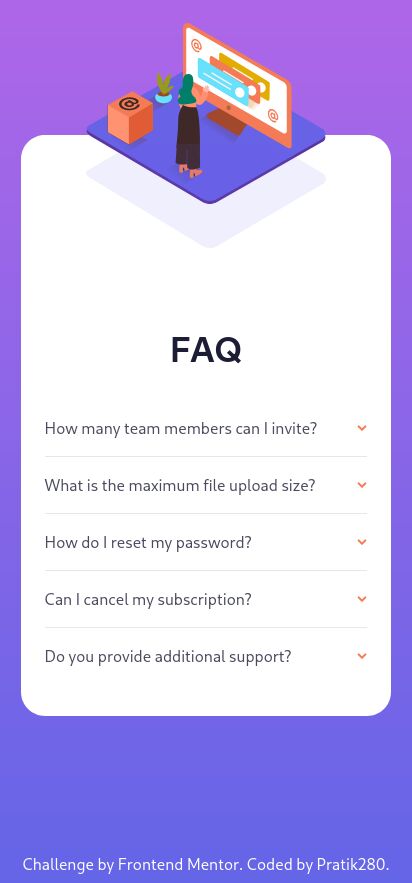 @
@
@
FAQ
How many team members can I invite?
What is the maximum file upload size?
How do I reset my password?
Can I cancel my subscription?
Do you provide additional support?
Challenge by Frontend Mentor. Coded by Pratik280.